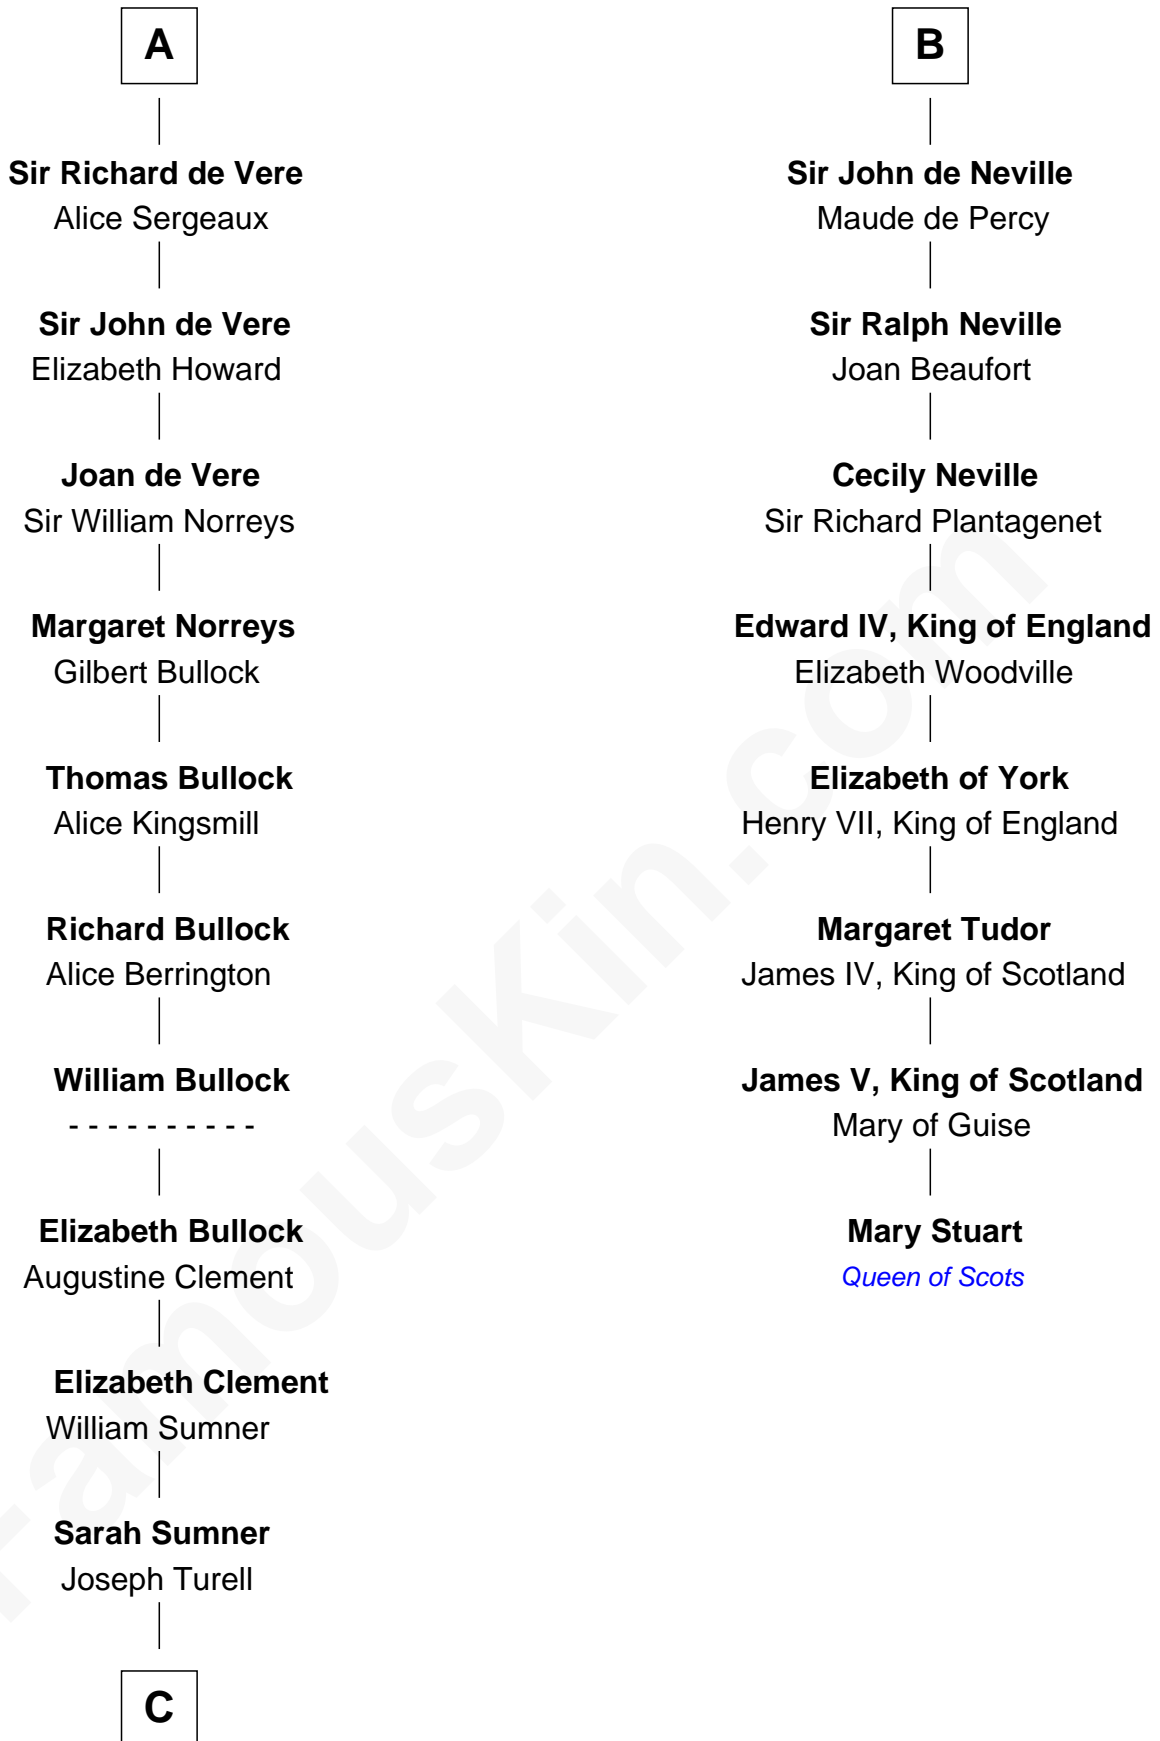 A
Sir Richard de Vere
Alice Sergeaux
Sir John de Vere
Elizabeth Howard
Joan de Vere
Sir William Norreys
Margaret Norreys
Gilbert Bullock
Thomas Bullock
Alice Kingsmill
Richard Bullock
Alice Berrington
William Bullock
- - - - - - - - - -
Elizabeth Bullock
Augustine Clement
Elizabeth Clement
William Sumner
Sarah Sumner
Joseph Turell
C
B
Sir John de Neville
Maude de Percy
Sir Ralph Neville
Joan Beaufort
Cecily Neville
Sir Richard Plantagenet
Edward IV, King of England
Elizabeth Woodville
Elizabeth of York
Henry VII, King of England
Margaret Tudor
James IV, King of Scotland
James V, King of Scotland
Mary of Guise
Mary Stuart
Queen of Scots
FamousKin.com